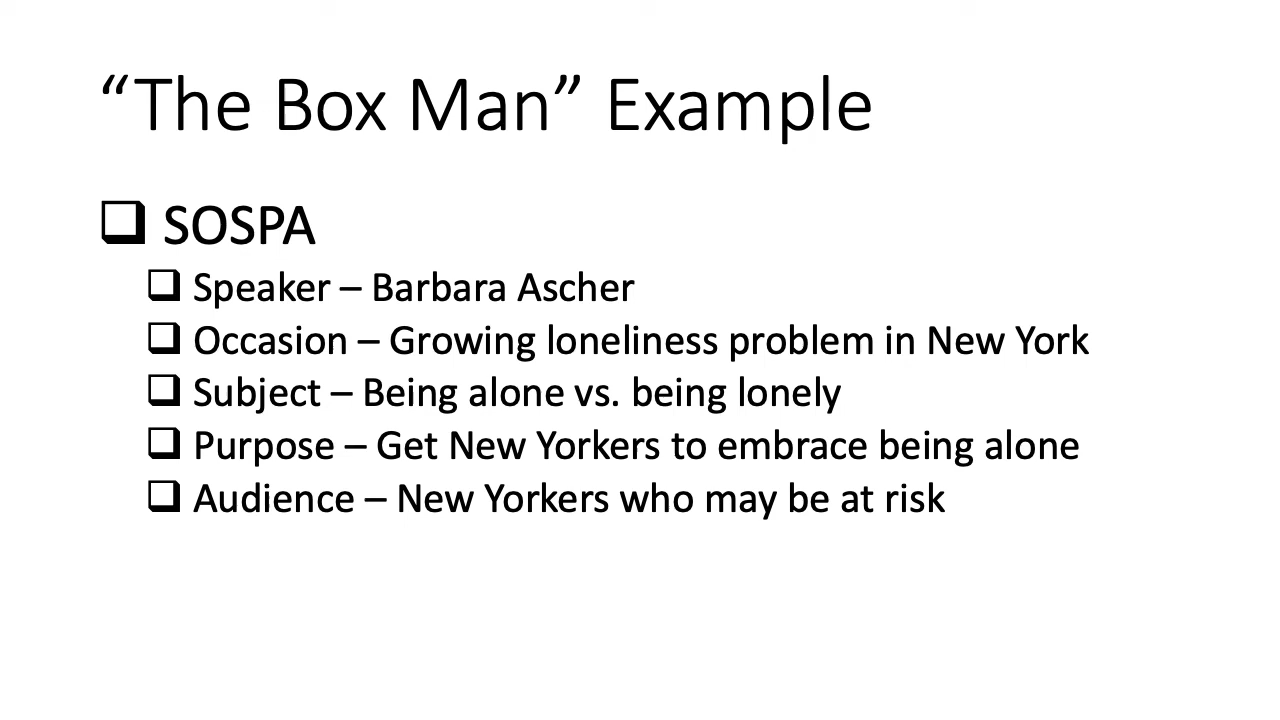 “The Box Man” Example
❑ SOSPA
❑ Speaker – Barbara Ascher
❑ Occasion – Growing loneliness problem in New York
❑ Subject – Being alone vs. being lonely
❑ Purpose – Get New Yorkers to embrace being alone
❑ Audience – New Yorkers who may be at risk